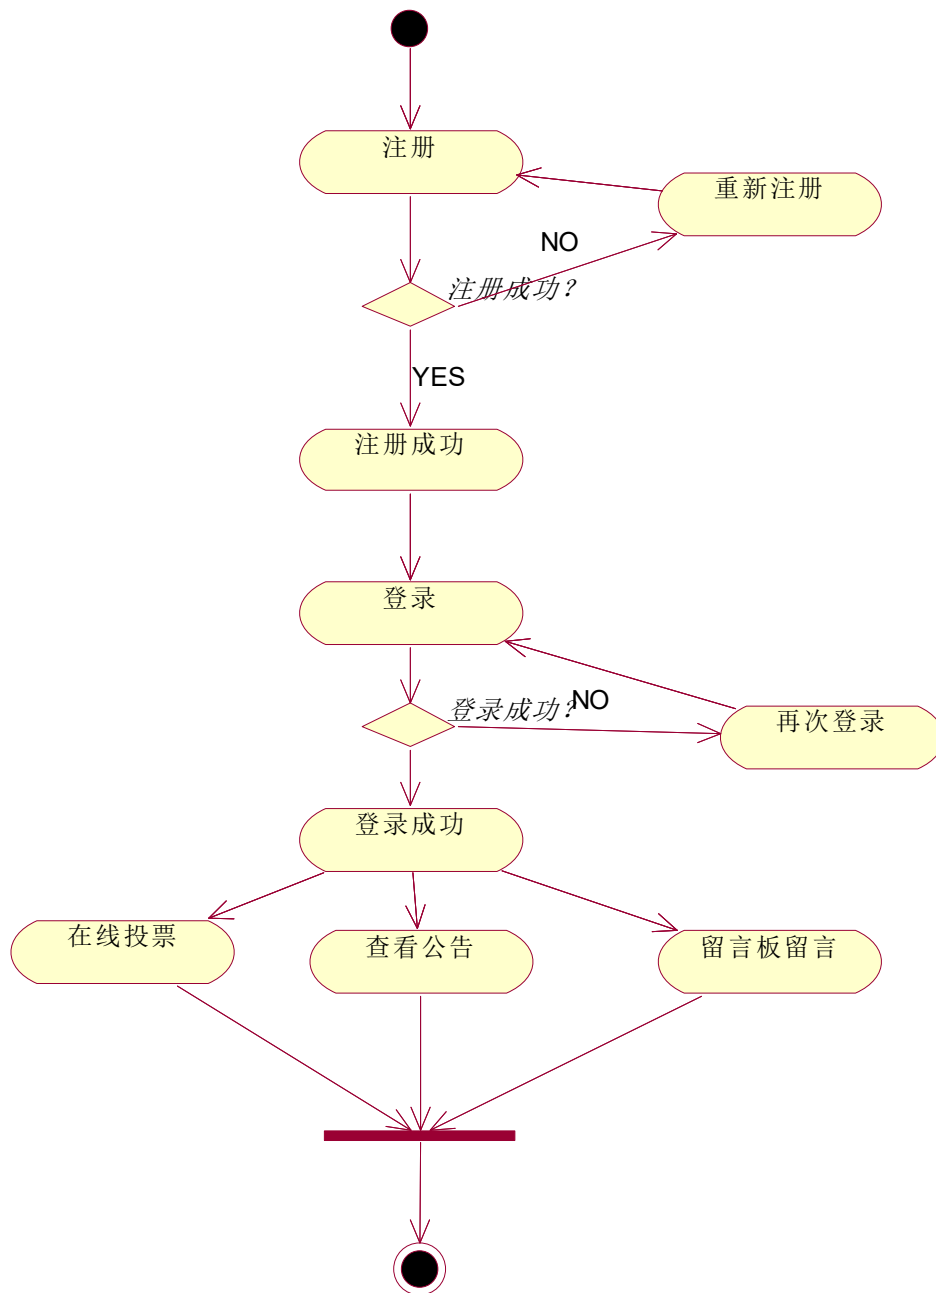 注册
重新注册
NO
注册成功?
YES
注册成功
登录
登录成功?
NO
再次登录
登录成功
在线投票
查看公告
留言板留言